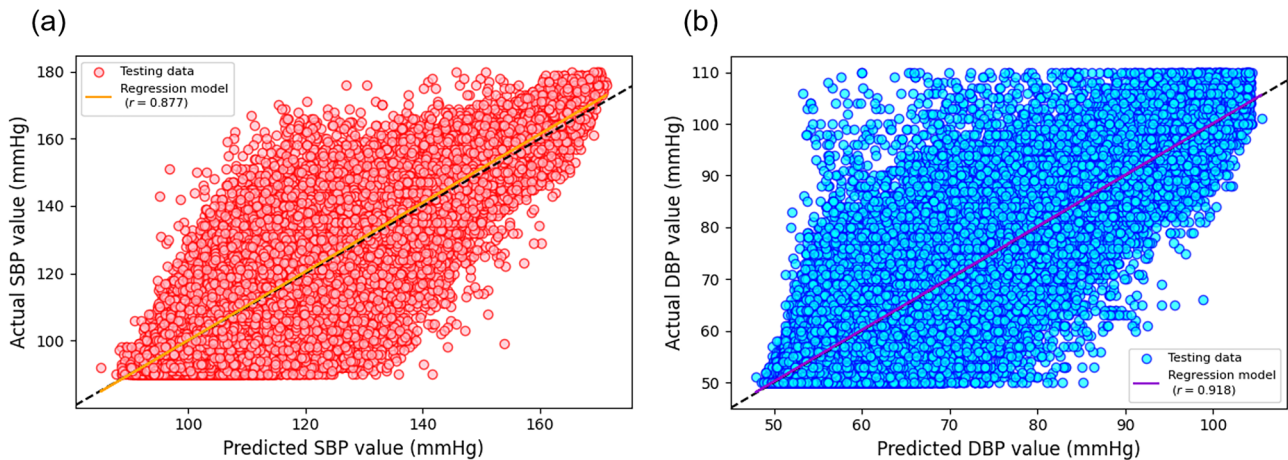 (a)
(b)
Testing data
Regression model
(r = 0.877)
180
160
140
120
100
Actual SBP value (mmHg)
100
120
140
160
Predicted SBP value (mmHg)
110
100
90
80
70
60
50
Actual DBP value (mmHg)
Testing data
Regression model
(r = 0.918)
50
60
70
80
90
100
Predicted DBP value (mmHg)